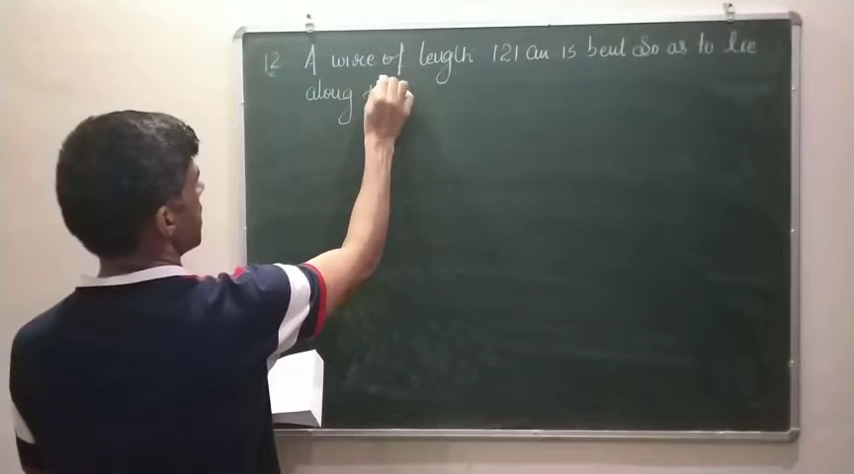 12 A wire of length 121 cm is bent so as to lie
along